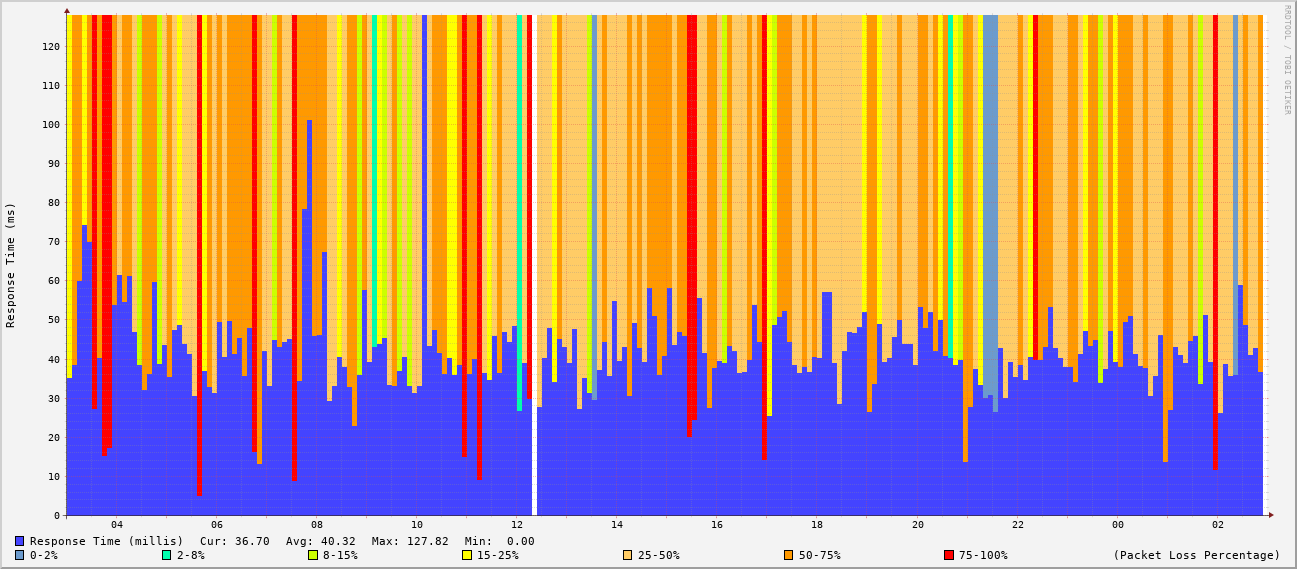 RRDTOOL / TOBI OETIKER
Response Time (ms)
120
110
100
90
80
70
60
50
40
30
20
10
0
04 06 08 10 12 14 16 18 20 22 00 02
Response Time (millis) Cur: 36.70 Avg: 40.32 Max: 127.82 Min: 0.00
0-2% 2-8% 8-15% 15-25% 25-50% 50-75% 75-100% (Packet Loss Percentage)